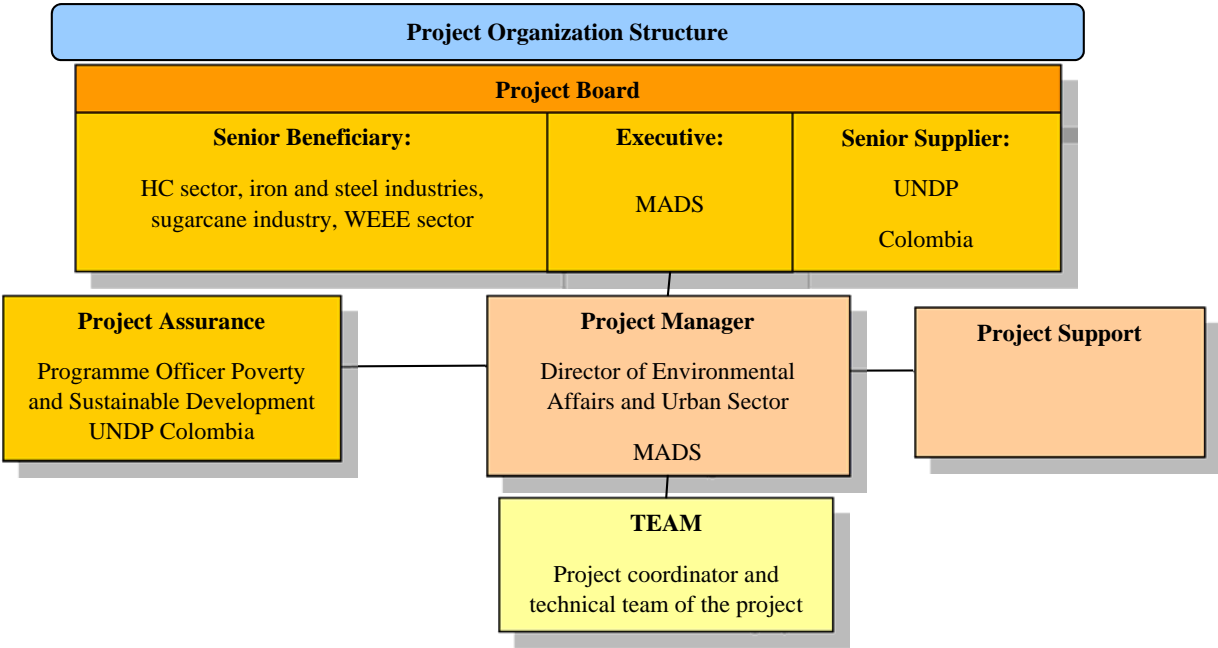 Project Organization Structure
Project Board
Senior Beneficiary:
HC sector, iron and steel industries,
sugarcane industry, WEEE sector
Executive:
MADS
Senior Supplier:
UNDP
Colombia
Project Assurance
Programme Officer Poverty
and Sustainable Development
UNDP Colombia
Project Manager
Director of Environmental
Affairs and Urban Sector
MADS
Project Support
TEAM
Project coordinator and
technical team of the project